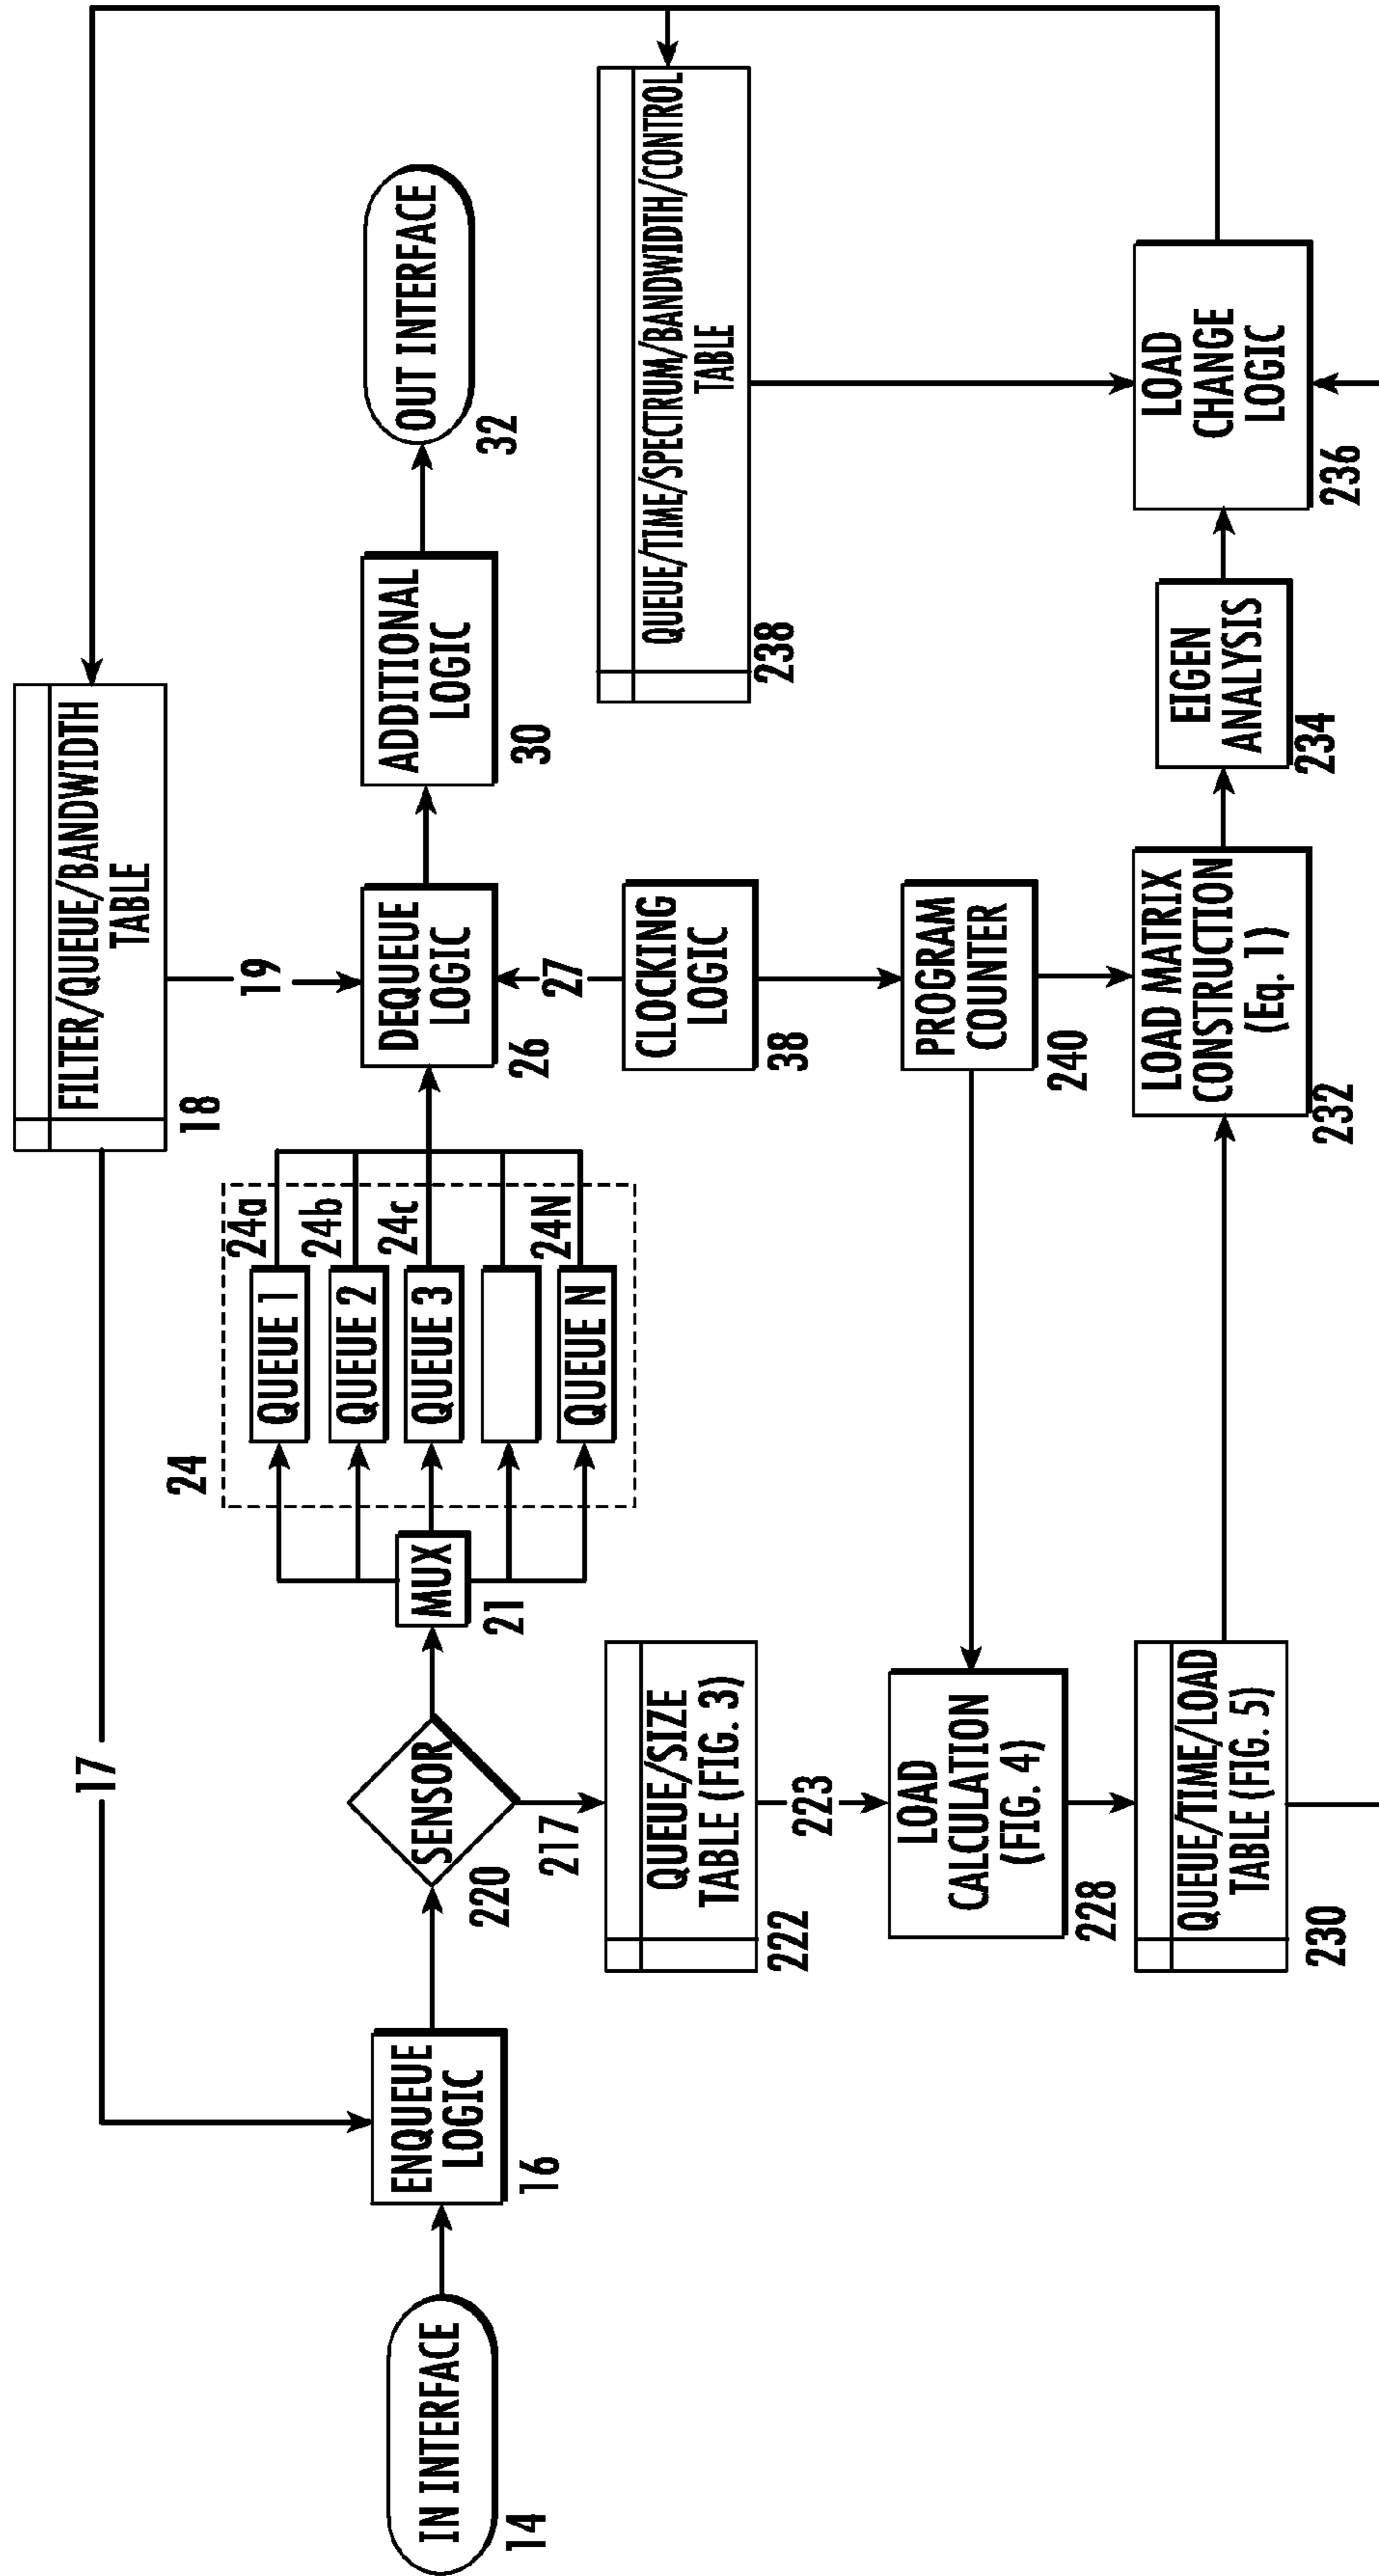 FILTER/QUEUE/BANDWIDTH
TABLE
18
17
19
IN INTERFACE
14
ENQUEUE
LOGIC
16
SENSOR
220
217
MUX
21
24
QUEUE 1
24a
QUEUE 2
24b
QUEUE 3
24c
QUEUE N
24N
DEQUEUE
LOGIC
26
ADDITIONAL
LOGIC
30
OUT INTERFACE
32
27
CLOCKING
LOGIC
38
QUEUE/SIZE
TABLE (FIG. 3)
222
223
QUEUE/TIME/SPECTRUM/BANDWIDTH/CONTROL
TABLE
238
LOAD
CALCULATION
(FIG. 4)
228
PROGRAM
COUNTER
240
QUEUE/TIME/LOAD
TABLE (FIG. 5)
230
LOAD MATRIX
CONSTRUCTION
(Eq. 1)
232
EIGEN
ANALYSIS
234
LOAD
CHANGE
LOGIC
236